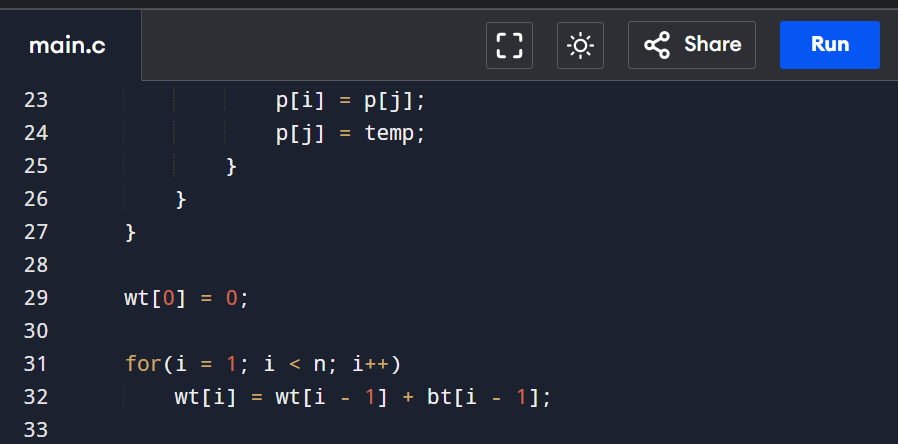 main.c Share Run
23 p[i] = p[j];
24 p[j] = temp;
25 }
26 }
27 }
28
29 wt[0] = 0;
30
31 for(i = 1; i < n; i++)
32 wt[i] = wt[i - 1] + bt[i - 1];
33